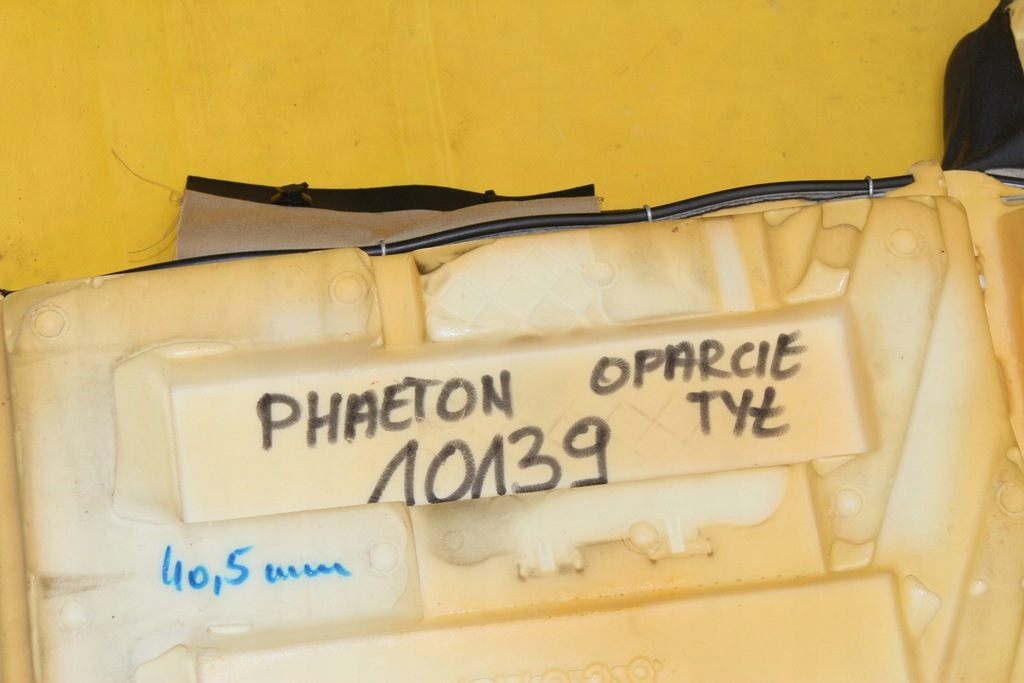 PHAETON OPARCIE
10139 TYŁ
40,5 mm